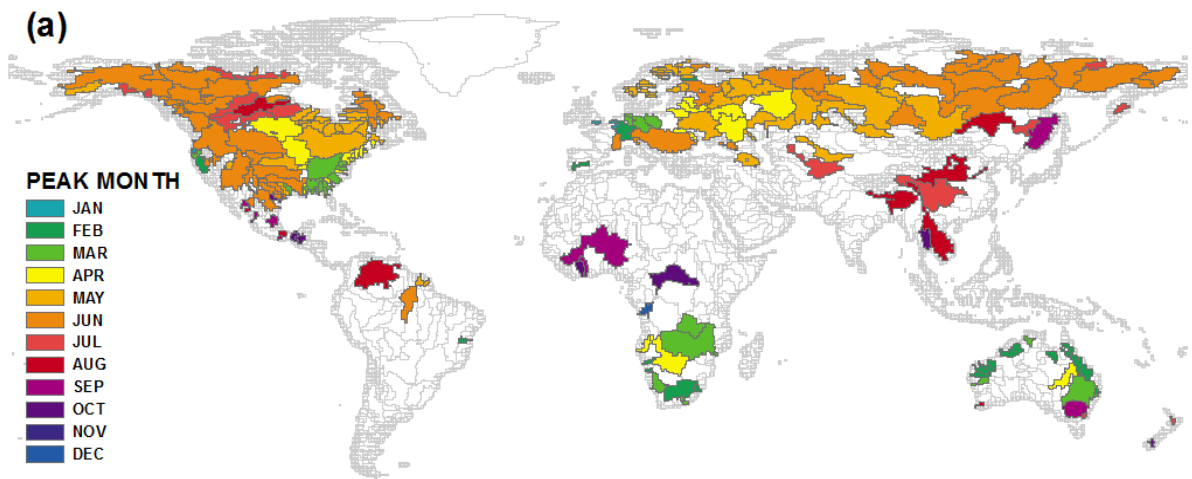 (a)
PEAK MONTH
JAN
FEB
MAR
APR
MAY
JUN
JUL
AUG
SEP
OCT
NOV
DEC